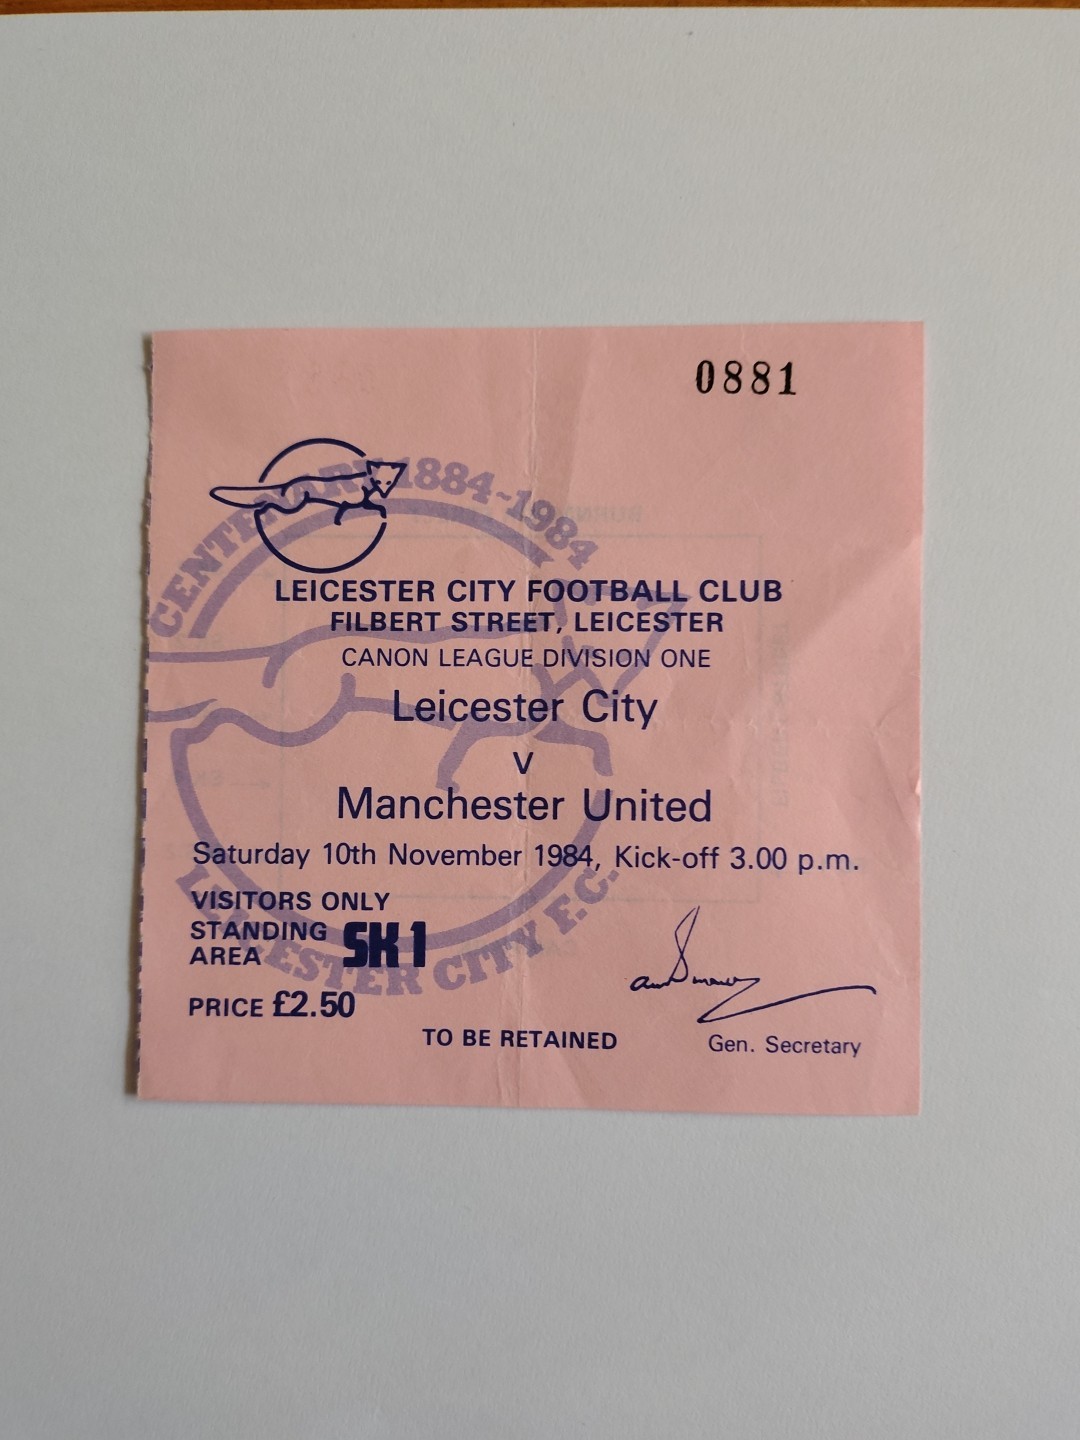 0881
CENTENARY 1884-1984
LEICESTER CITY FOOTBALL CLUB
FILBERT STREET, LEICESTER
CANON LEAGUE DIVISION ONE
Leicester City
v
Manchester United
Saturday 10th November 1984, Kick-off 3.00 p.m.
VISITORS ONLY
STANDING
AREA SK1
LEICESTER CITY F.C.
PRICE £2.50
TO BE RETAINED
Gen. Secretary